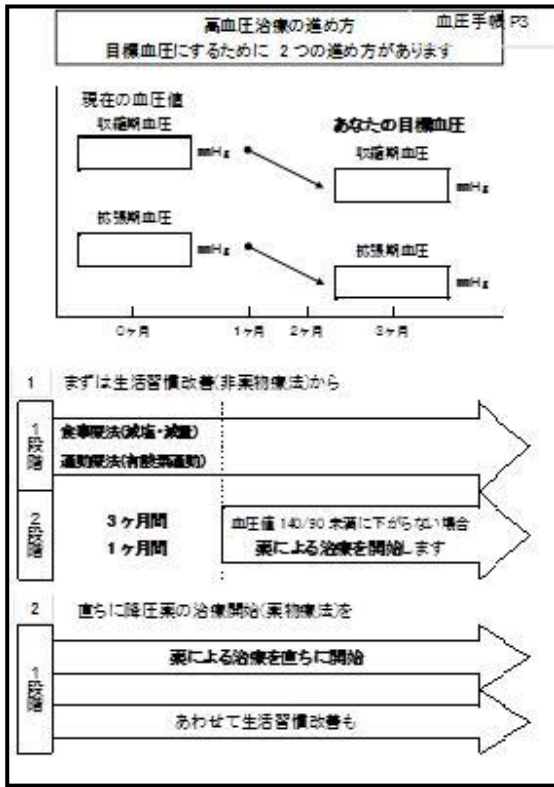 血圧手帳 P3
高血圧治療の進め方
目標血圧にするために 2つの進め方があります
現在の血圧値
収縮期血圧
mmHg
あなたの目標血圧
収縮期血圧
mmHg
拡張期血圧
mmHg
拡張期血圧
mmHg
0ヶ月 1ヶ月 2ヶ月 3ヶ月
1 まずは生活習慣改善(非薬物療法)から
1段階
食事療法(減塩・減量)
運動療法(有酸素運動)
2段階
3ヶ月間
1ヶ月間
血圧値 140/90 未満に下がらない場合
薬による治療を開始します
2 直ちに降圧薬の治療開始(薬物療法)を
1段階
薬による治療を直ちに開始
あわせて生活習慣改善も